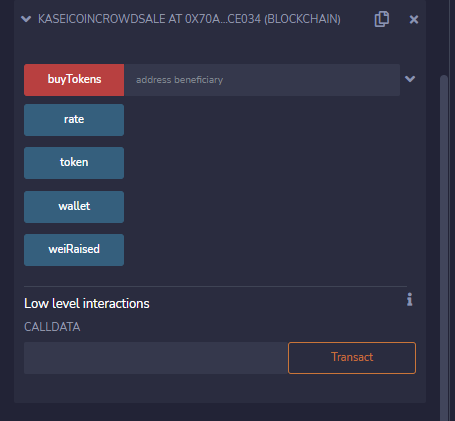 KASEICOINCROWDSALE AT 0X70A...CE034 (BLOCKCHAIN)
buyTokens address beneficiary
rate
token
wallet
weiRaised
Low level interactions
CALLDATA
Transact